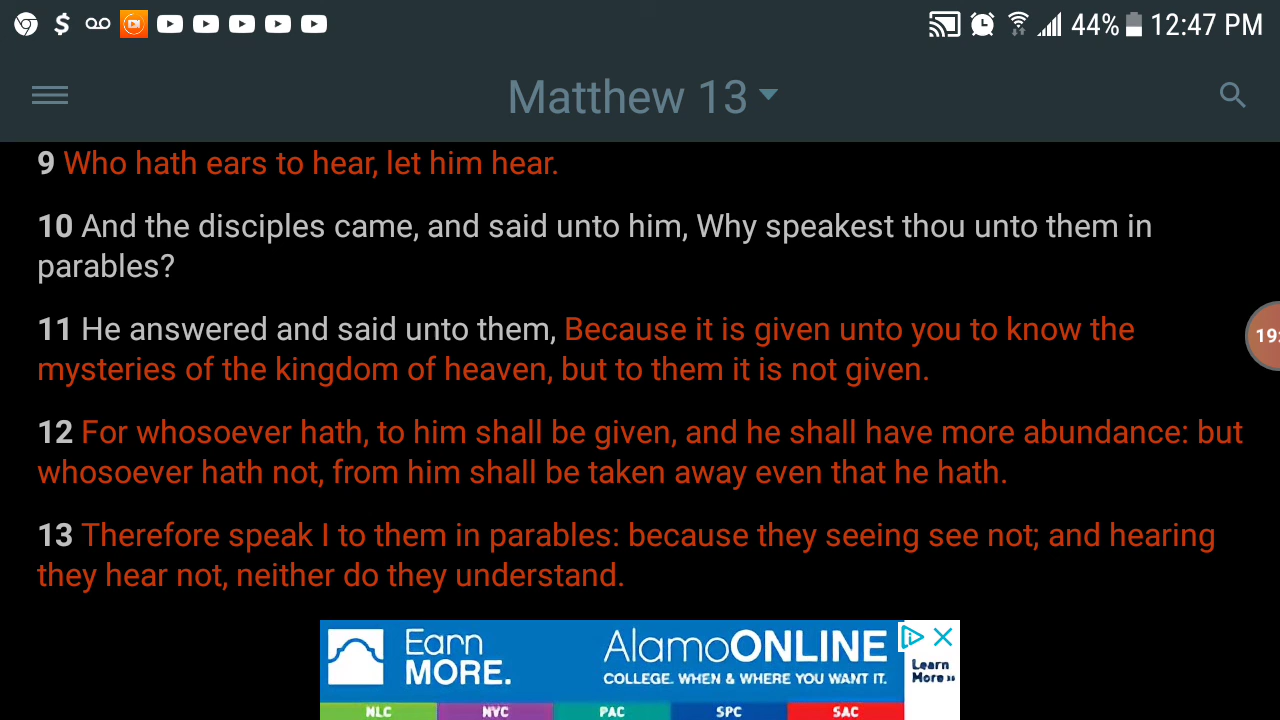 44% 12:47 PM
Matthew 13
9 Who hath ears to hear, let him hear.
10 And the disciples came, and said unto him, Why speakest thou unto them in
parables?
11 He answered and said unto them, Because it is given unto you to know the
mysteries of the kingdom of heaven, but to them it is not given.
19:
12 For whosoever hath, to him shall be given, and he shall have more abundance: but
whosoever hath not, from him shall be taken away even that he hath.
13 Therefore speak I to them in parables: because they seeing see not; and hearing
they hear not, neither do they understand.
Earn
MORE.
AlamoONLINE
COLLEGE. WHEN & WHERE YOU WANT IT.
Learn
More »
NLC NVC PAC SPC SAC